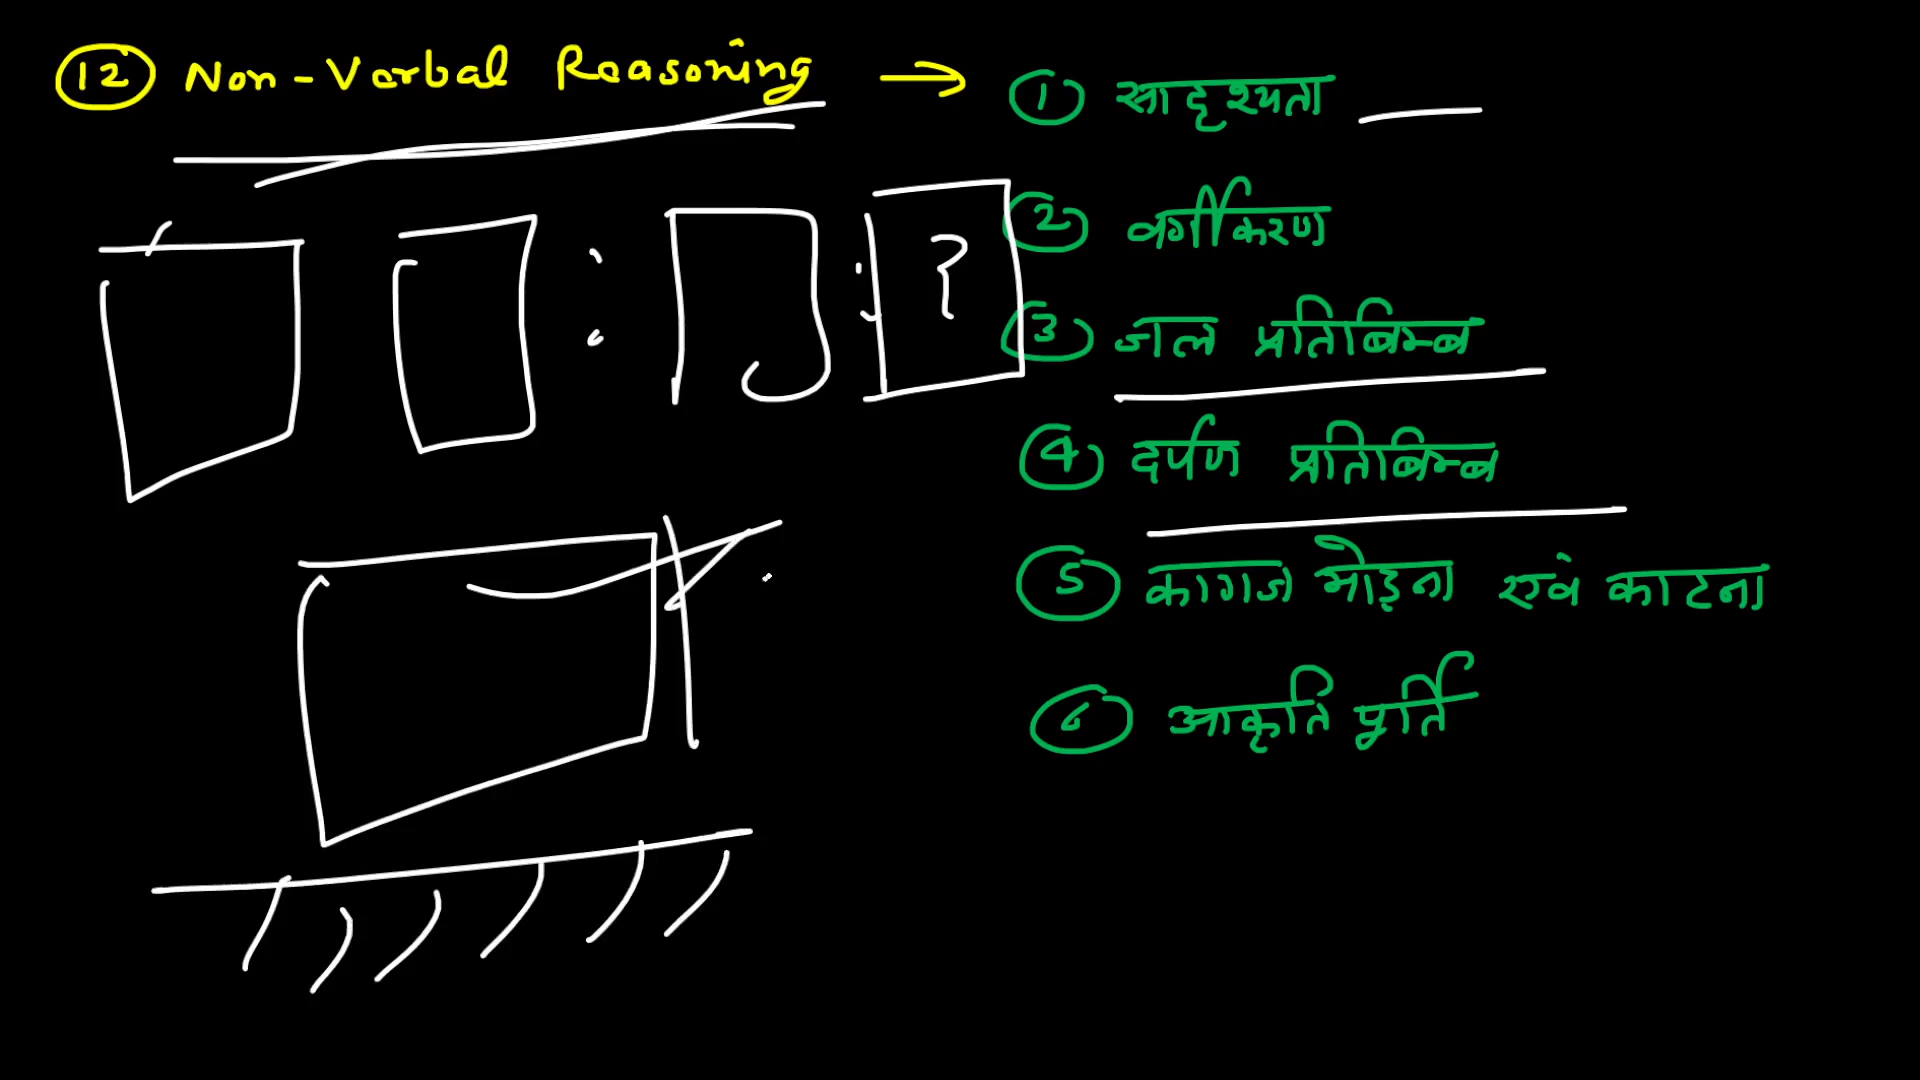 12 Non-Verbal Reasoning →
1 सादृश्यता
2 वर्गीकरण
3 जल प्रतिबिम्ब
4 दर्पण प्रतिबिम्ब
5 कागज मोड़ना एवं काटना
6 आकृति पूर्ति
: : ?